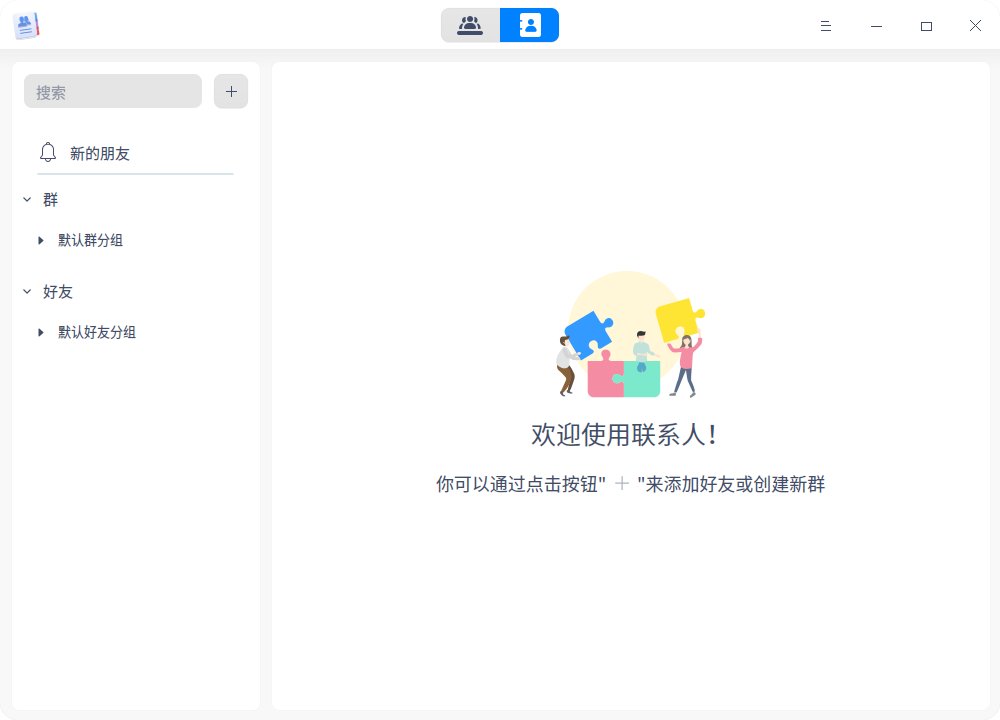 搜索
新的朋友
群
默认群分组
好友
默认好友分组
欢迎使用联系人！
你可以通过点击按钮" + "来添加好友或创建新群